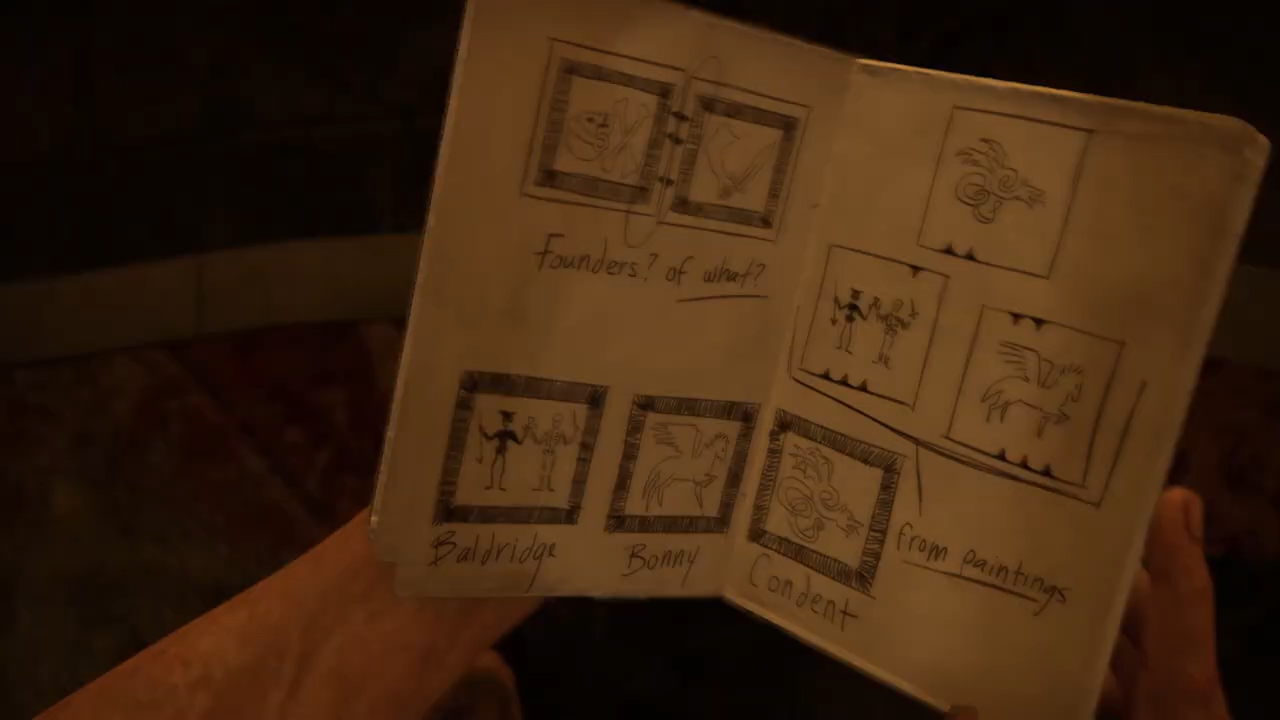 Founders? of what?
Baldridge
Bonny
Condent
from paintings